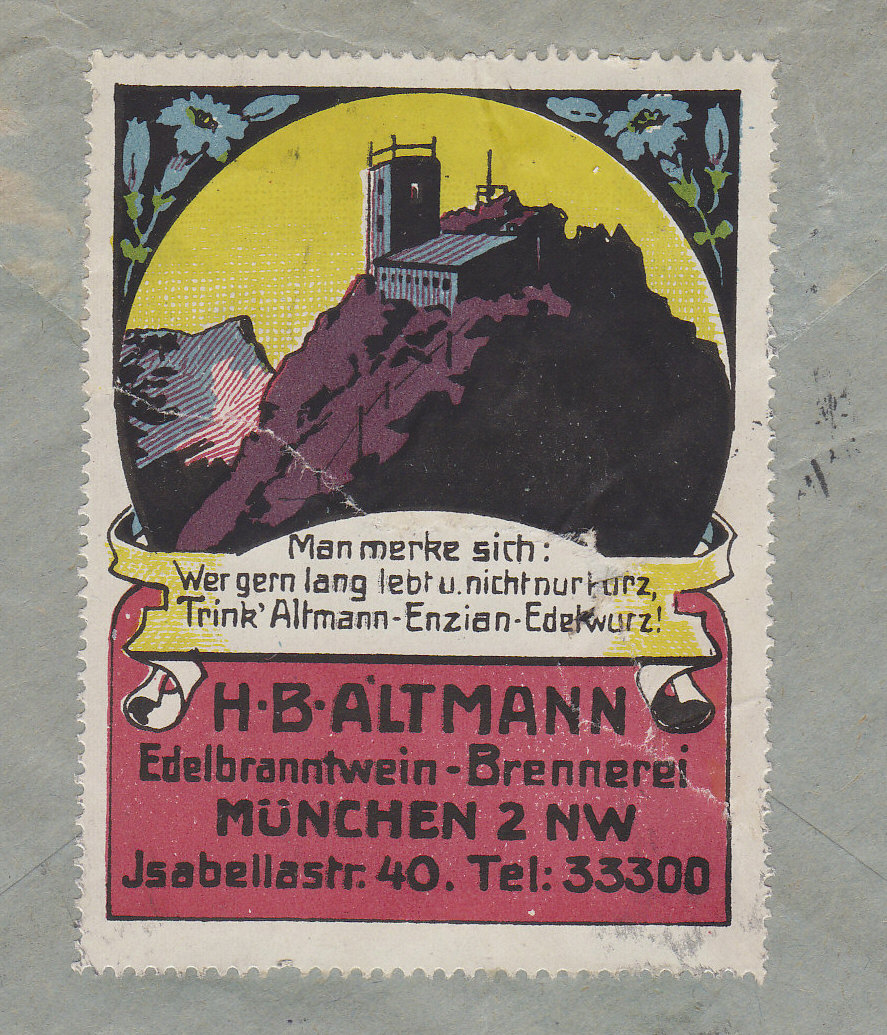 Man merke sich:
Wer gern lang lebt u. nicht nur kurz,
Trink' Altmann-Enzian-Edelwurz!
H·B·ALTMANN
Edelbranntwein-Brennerei
MÜNCHEN 2 NW
Jsabellastr. 40. Tel: 33300